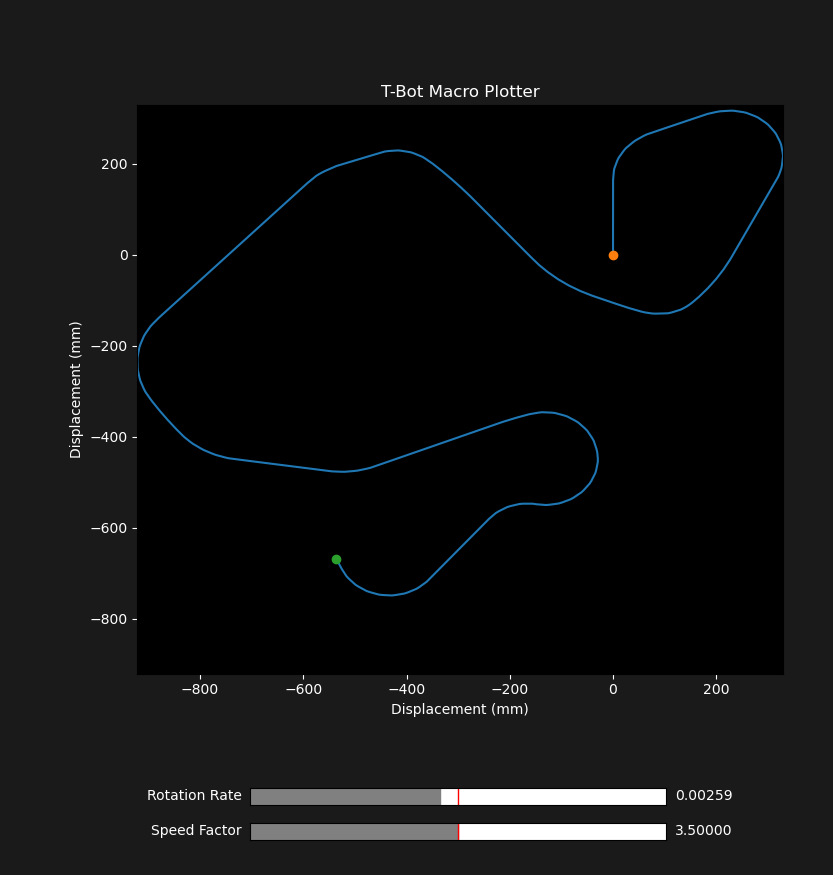 T-Bot Macro Plotter
200
0
−200
−400
−600
−800
Displacement (mm)
−800
−600
−400
−200
0
200
Displacement (mm)
Rotation Rate 0.00259
Speed Factor 3.50000